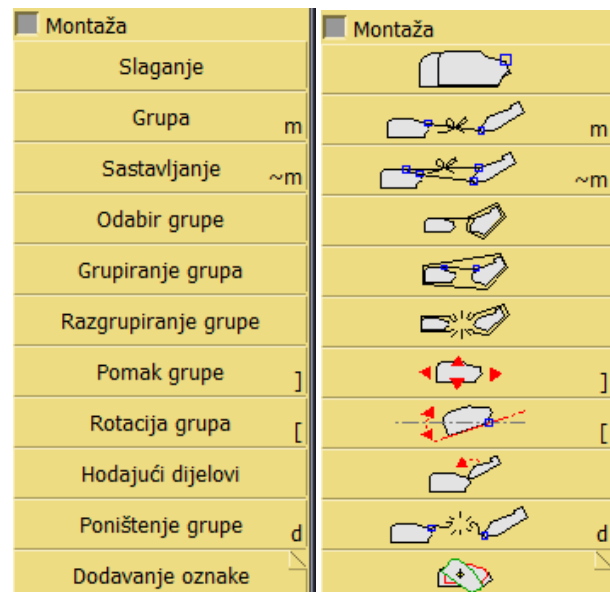 Montaža
Slaganje
Grupa m
Sastavljanje ~m
Odabir grupe
Grupiranje grupa
Razgrupiranje grupe
Pomak grupe ]
Rotacija grupa [
Hodajući dijelovi
Poništenje grupe d
Dodavanje oznake
Montaža
m
~m
]
[
d